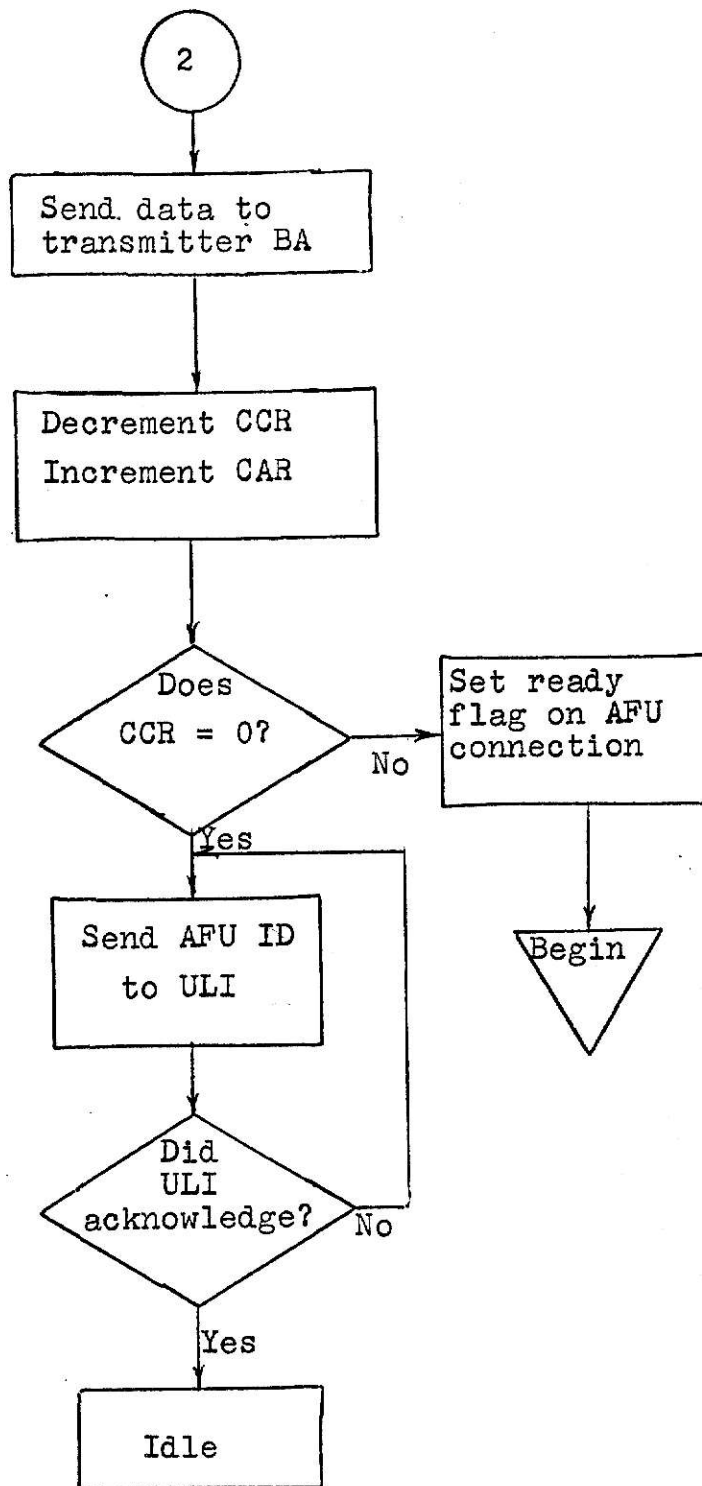 2
Send data to
transmitter BA
Decrement CCR
Increment CAR
Does
CCR = 0?
No
Set ready
flag on AFU
connection
Yes
Begin
Send AFU ID
to ULI
Did
ULI
acknowledge?
No
Yes
Idle